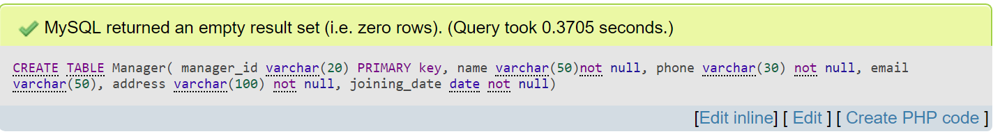 MySQL returned an empty result set (i.e. zero rows). (Query took 0.3705 seconds.)
CREATE TABLE Manager( manager_id varchar(20) PRIMARY key, name varchar(50)not null, phone varchar(30) not null, email
varchar(50), address varchar(100) not null, joining_date date not null)
[Edit inline] [ Edit ] [ Create PHP code ]